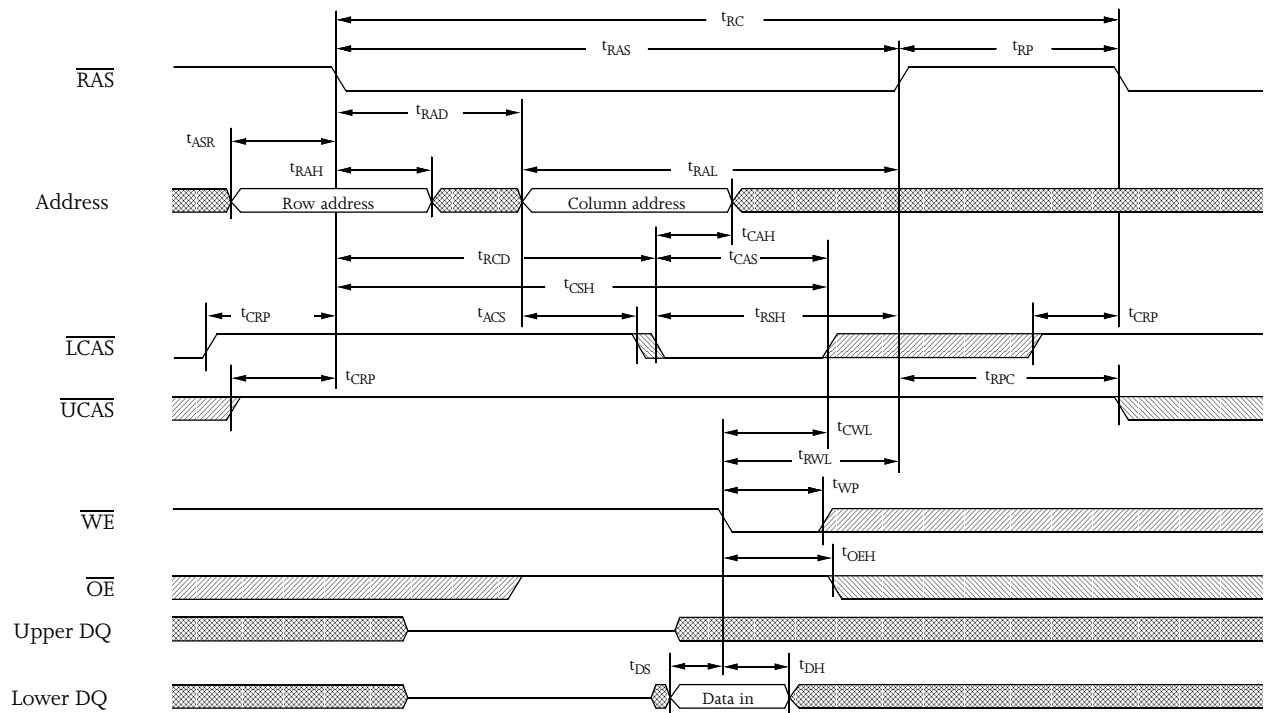 tRC
tRAS
tRP
RAS
tRAD
tASR
tRAH
tRAL
Address
Row address
Column address
tCAH
tRCD
tCAS
tCSH
tCRP
tACS
tRSH
tCRP
LCAS
tCRP
tRPC
UCAS
tCWL
tRWL
tWP
WE
tOEH
OE
Upper DQ
tDS
tDH
Lower DQ
Data in